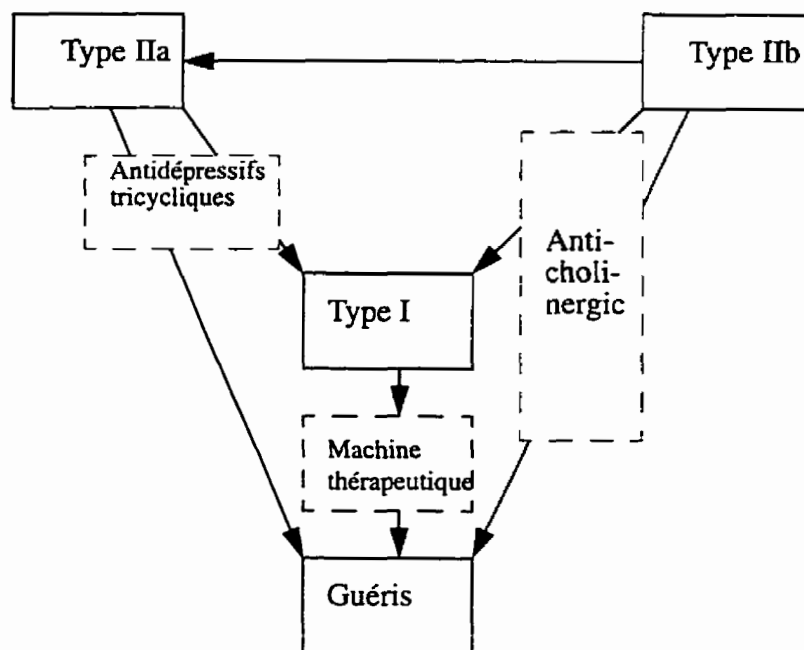 Type IIa
Type IIb
Antidépressifs
tricycliques
Anti-
choli-
nergic
Type I
Machine
thérapeutique
Guéris